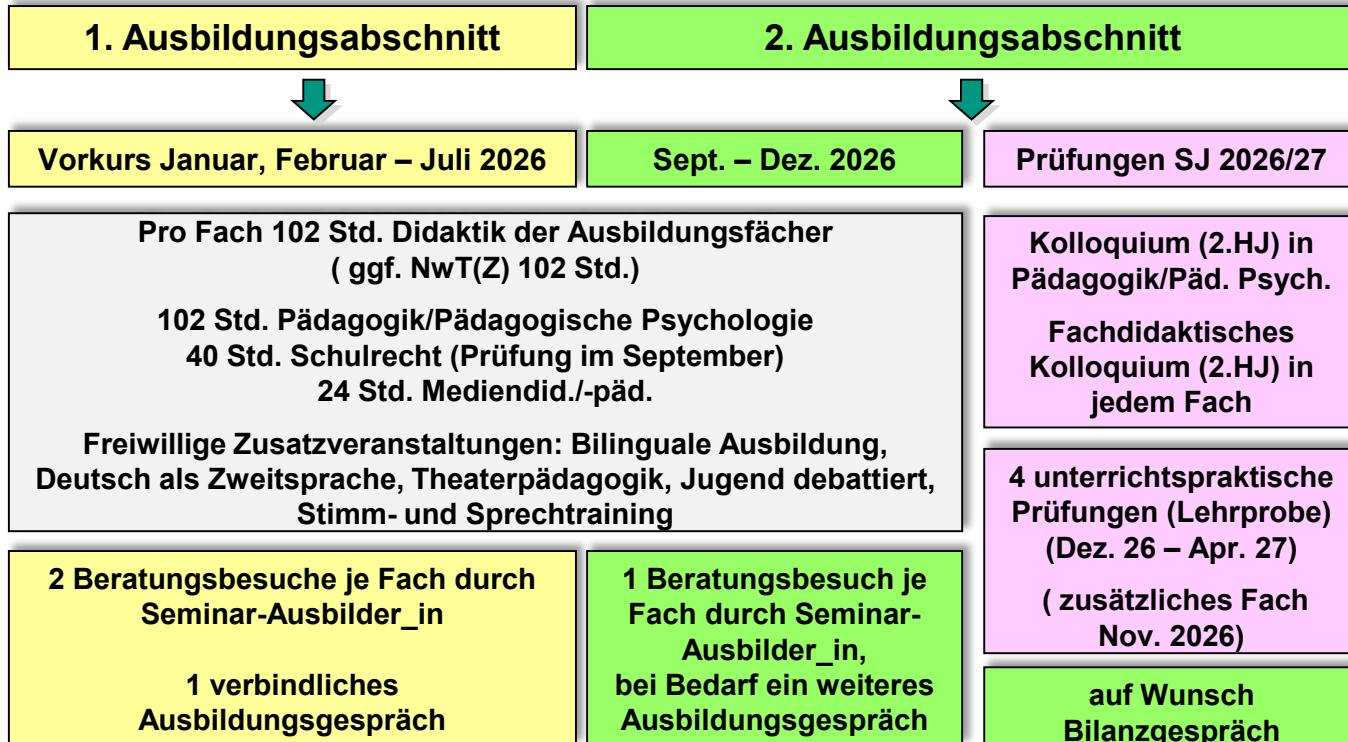 1. Ausbildungsabschnitt
2. Ausbildungsabschnitt
Vorkurs Januar, Februar – Juli 2026
Sept. – Dez. 2026
Prüfungen SJ 2026/27
Pro Fach 102 Std. Didaktik der Ausbildungsfächer
( ggf. NwT(Z) 102 Std.)
102 Std. Pädagogik/Pädagogische Psychologie
40 Std. Schulrecht (Prüfung im September)
24 Std. Mediendid./-päd.
Freiwillige Zusatzveranstaltungen: Bilinguale Ausbildung,
Deutsch als Zweitsprache, Theaterpädagogik, Jugend debattiert,
Stimm- und Sprechtraining
Kolloquium (2.HJ) in
Pädagogik/Päd. Psych.
Fachdidaktisches
Kolloquium (2.HJ) in
jedem Fach
4 unterrichtspraktische
Prüfungen (Lehrprobe)
(Dez. 26 – Apr. 27)
( zusätzliches Fach
Nov. 2026)
2 Beratungsbesuche je Fach durch
Seminar-Ausbilder_in
1 verbindliches
Ausbildungsgespräch
1 Beratungsbesuch je
Fach durch Seminar-
Ausbilder_in,
bei Bedarf ein weiteres
Ausbildungsgespräch
auf Wunsch
Bilanzgespräch